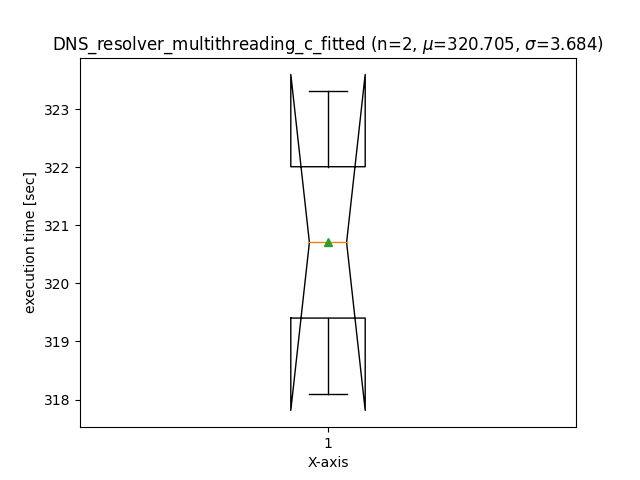 DNS_resolver_multithreading_c_fitted (n=2, μ=320.705, σ=3.684)
323
322
321
320
319
318
execution time [sec]
1
X-axis